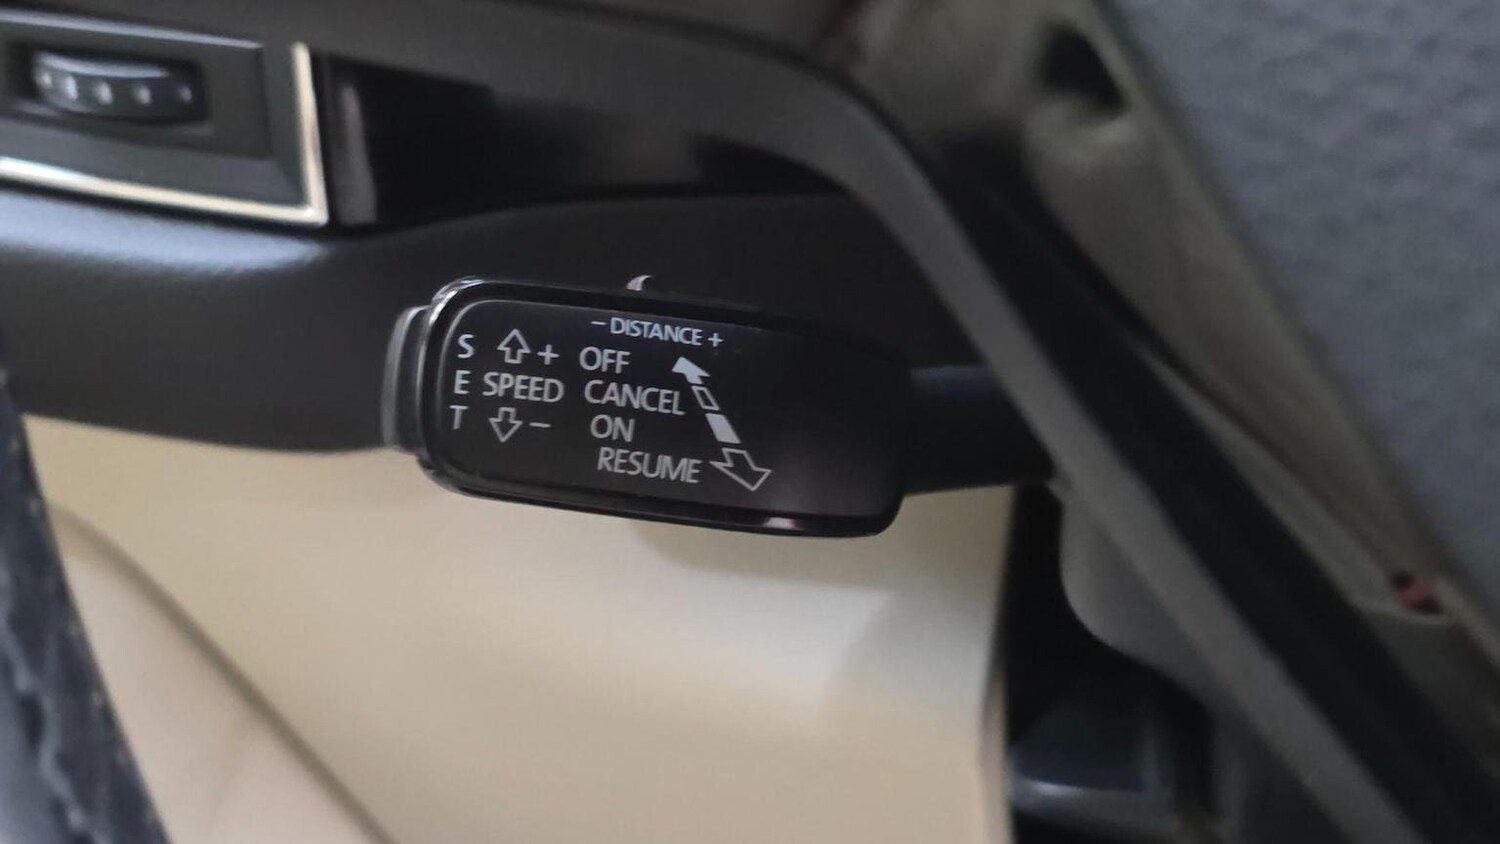 - DISTANCE +
S + OFF
E SPEED CANCEL
T - ON
RESUME